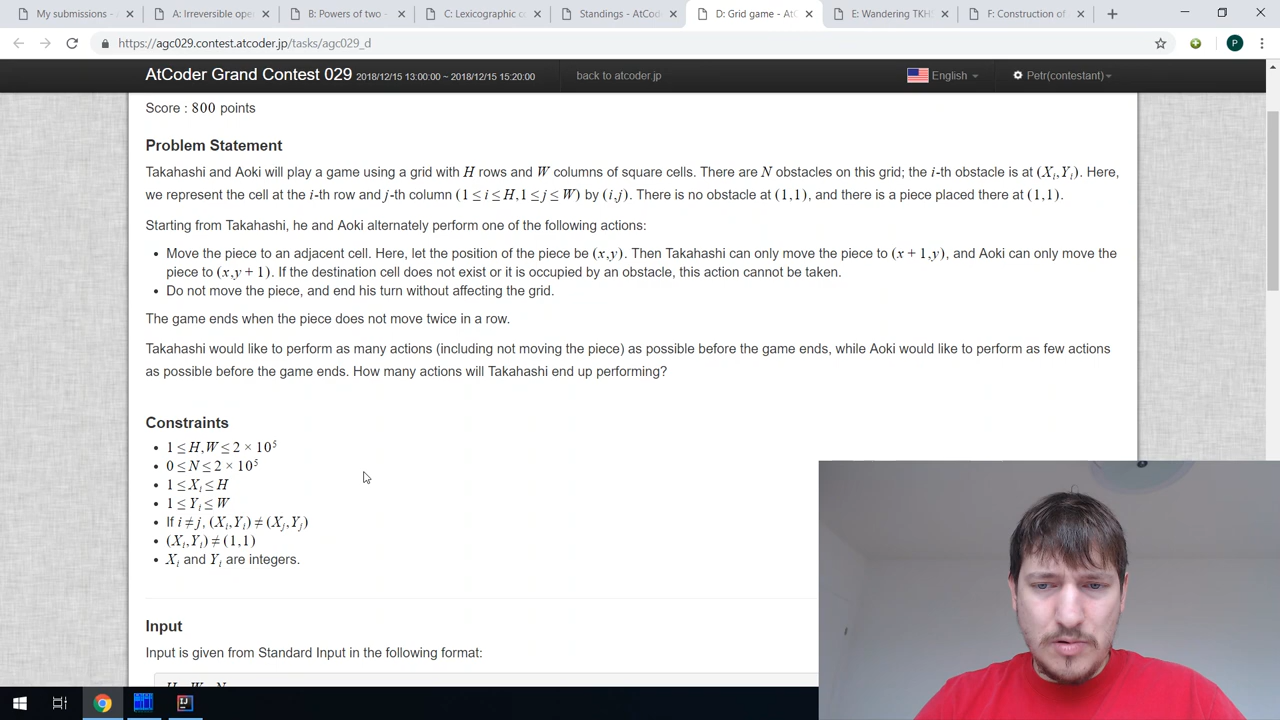 My submissions - A
A: Irreversible ope
B: Powers of two -
C: Lexicographic c
Standings - AtCod
D: Grid game - AtC
E: Wandering TKHS
F: Construction of
https://agc029.contest.atcoder.jp/tasks/agc029_d
P
AtCoder Grand Contest 029 2018/12/15 13:00:00 ~ 2018/12/15 15:20:00 back to atcoder.jp English Petr(contestant)
Score : 800 points
Problem Statement
Takahashi and Aoki will play a game using a grid with H rows and W columns of square cells. There are N obstacles on this grid; the i-th obstacle is at (Xi,Yi). Here,
we represent the cell at the i-th row and j-th column (1 ≤ i ≤ H,1 ≤ j ≤ W) by (i,j). There is no obstacle at (1,1), and there is a piece placed there at (1,1).
Starting from Takahashi, he and Aoki alternately perform one of the following actions:
• Move the piece to an adjacent cell. Here, let the position of the piece be (x,y). Then Takahashi can only move the piece to (x + 1,y), and Aoki can only move the
piece to (x,y + 1). If the destination cell does not exist or it is occupied by an obstacle, this action cannot be taken.
• Do not move the piece, and end his turn without affecting the grid.
The game ends when the piece does not move twice in a row.
Takahashi would like to perform as many actions (including not moving the piece) as possible before the game ends, while Aoki would like to perform as few actions
as possible before the game ends. How many actions will Takahashi end up performing?
Constraints
• 1 ≤ H,W ≤ 2 × 10^5
• 0 ≤ N ≤ 2 × 10^5
• 1 ≤ Xi ≤ H
• 1 ≤ Yi ≤ W
• If i ≠ j, (Xi,Yi) ≠ (Xj,Yj)
• (Xi,Yi) ≠ (1,1)
• Xi and Yi are integers.
Input
Input is given from Standard Input in the following format: